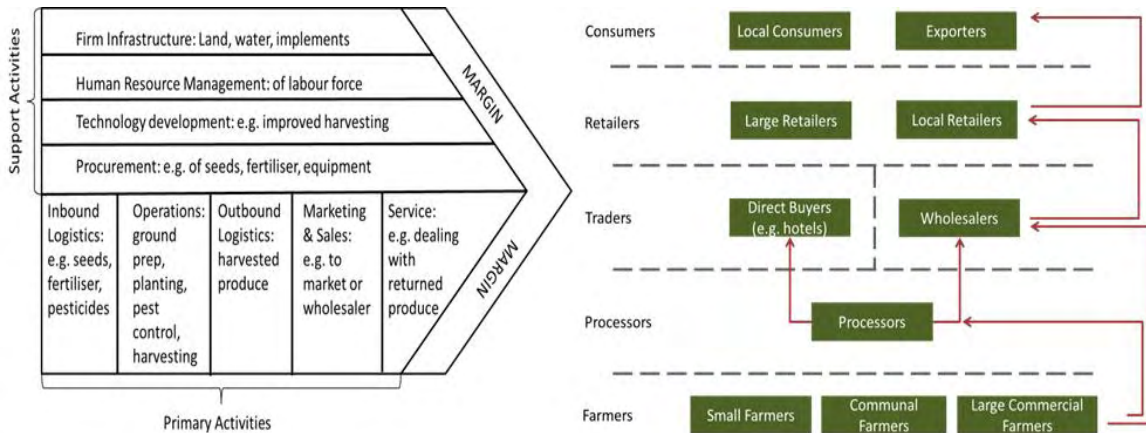 Support Activities
Firm Infrastructure: Land, water, implements
Human Resource Management: of labour force
Technology development: e.g. improved harvesting
Procurement: e.g. of seeds, fertiliser, equipment
MARGIN
MARGIN
Inbound
Logistics:
e.g. seeds,
fertiliser,
pesticides
Operations:
ground
prep,
planting,
pest
control,
harvesting
Outbound
Logistics:
harvested
produce
Marketing
& Sales:
e.g. to
market or
wholesaler
Service:
e.g. dealing
with
returned
produce
Primary Activities
Consumers
Local Consumers
Exporters
Retailers
Large Retailers
Local Retailers
Traders
Direct Buyers
(e.g. hotels)
Wholesalers
Processors
Processors
Farmers
Small Farmers
Communal
Farmers
Large Commercial
Farmers